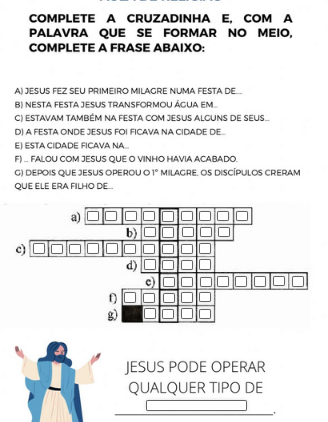 COMPLETE A CRUZADINHA E, COM A
PALAVRA QUE SE FORMAR NO MEIO,
COMPLETE A FRASE ABAIXO:
A) JESUS FEZ SEU PRIMEIRO MILAGRE NUMA FESTA DE...
B) NESTA FESTA JESUS TRANSFORMOU ÁGUA EM...
C) ESTAVAM TAMBÉM NA FESTA COM JESUS ALGUNS DE SEUS...
D) A FESTA ONDE JESUS FOI FICAVA NA CIDADE DE...
E) ESTA CIDADE FICAVA NA...
F) ... FALOU COM JESUS QUE O VINHO HAVIA ACABADO.
G) DEPOIS QUE JESUS OPEROU O 1º MILAGRE, OS DISCÍPULOS CRERAM
QUE ELE ERA FILHO DE...
a)
b)
c)
d)
e)
f)
g)
JESUS PODE OPERAR
QUALQUER TIPO DE